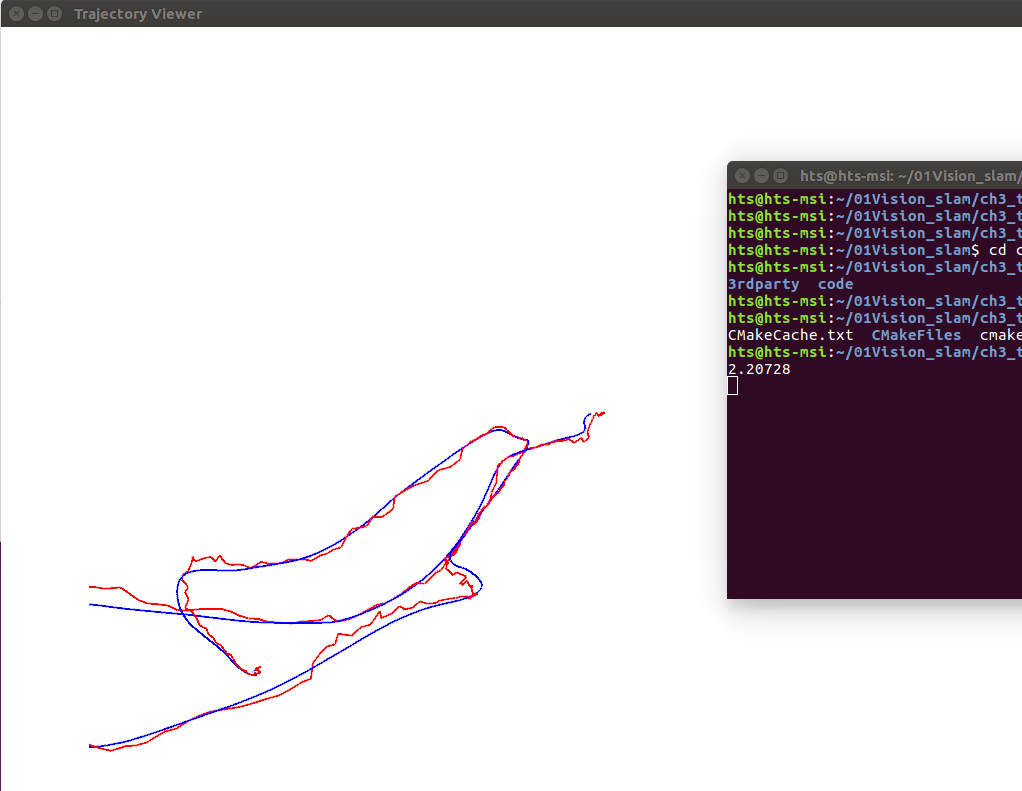 Trajectory Viewer
hts@hts-msi: ~/01Vision_slam/
hts@hts-msi:~/01Vision_slam/ch3_t
hts@hts-msi:~/01Vision_slam/ch3_t
hts@hts-msi:~/01Vision_slam/ch3_t
hts@hts-msi:~/01Vision_slam$ cd c
hts@hts-msi:~/01Vision_slam/ch3_t
3rdparty code
hts@hts-msi:~/01Vision_slam/ch3_t
hts@hts-msi:~/01Vision_slam/ch3_t
CMakeCache.txt CMakeFiles cmake
hts@hts-msi:~/01Vision_slam/ch3_t
2.20728